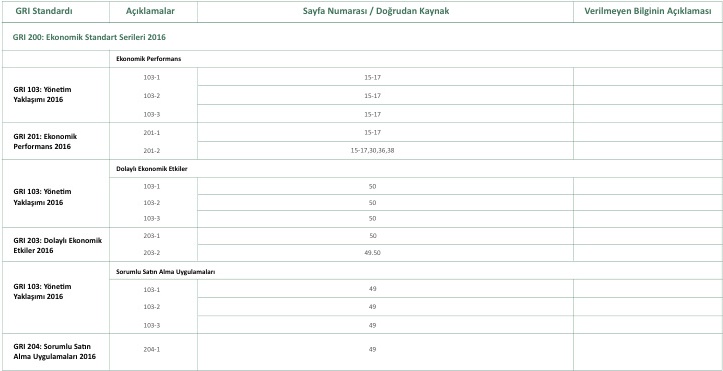 GRI Standardı Açıklamalar Sayfa Numarası / Doğrudan Kaynak Verilmeyen Bilginin Açıklaması
GRI 200: Ekonomik Standart Serileri 2016
Ekonomik Performans
GRI 103: Yönetim
Yaklaşımı 2016
103-1 15-17
103-2 15-17
103-3 15-17
GRI 201: Ekonomik
Performans 2016
201-1 15-17
201-2 15-17,30,36,38
Dolaylı Ekonomik Etkiler
GRI 103: Yönetim
Yaklaşımı 2016
103-1 50
103-2 50
103-3 50
GRI 203: Dolaylı Ekonomik
Etkiler 2016
203-1 50
203-2 49.50
Sorumlu Satın Alma Uygulamaları
GRI 103: Yönetim
Yaklaşımı 2016
103-1 49
103-2 49
103-3 49
GRI 204: Sorumlu Satın
Alma Uygulamaları 2016
204-1 49